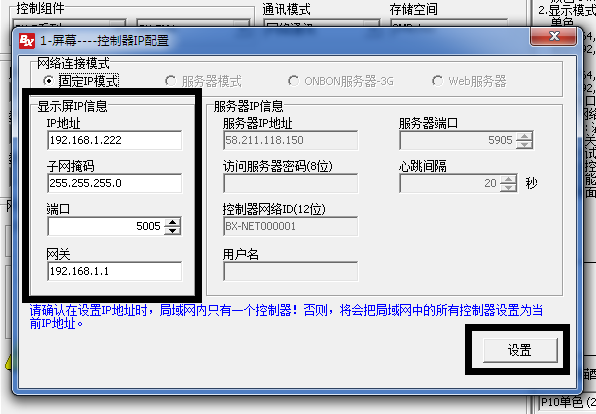 控制组件
通讯模式
存储空间
2.显示模式
单色
BX 1-屏幕----控制器IP配置
网络连接模式
固定IP模式 服务器模式 ONBON服务器-3G Web服务器
显示屏IP信息
IP地址
192.168.1.222
子网掩码
255.255.255.0
端口
5005
网关
192.168.1.1
服务器IP信息
服务器IP地址
58.211.118.150
服务器端口
5905
访问服务器密码(8位)
心跳间隔
20 秒
控制器网络ID(12位)
BX-NET000001
用户名
请确认在设置IP地址时，局域网内只有一个控制器！否则，将会把局域网中的所有控制器设置为当
前IP地址。
设置
P10单色(2